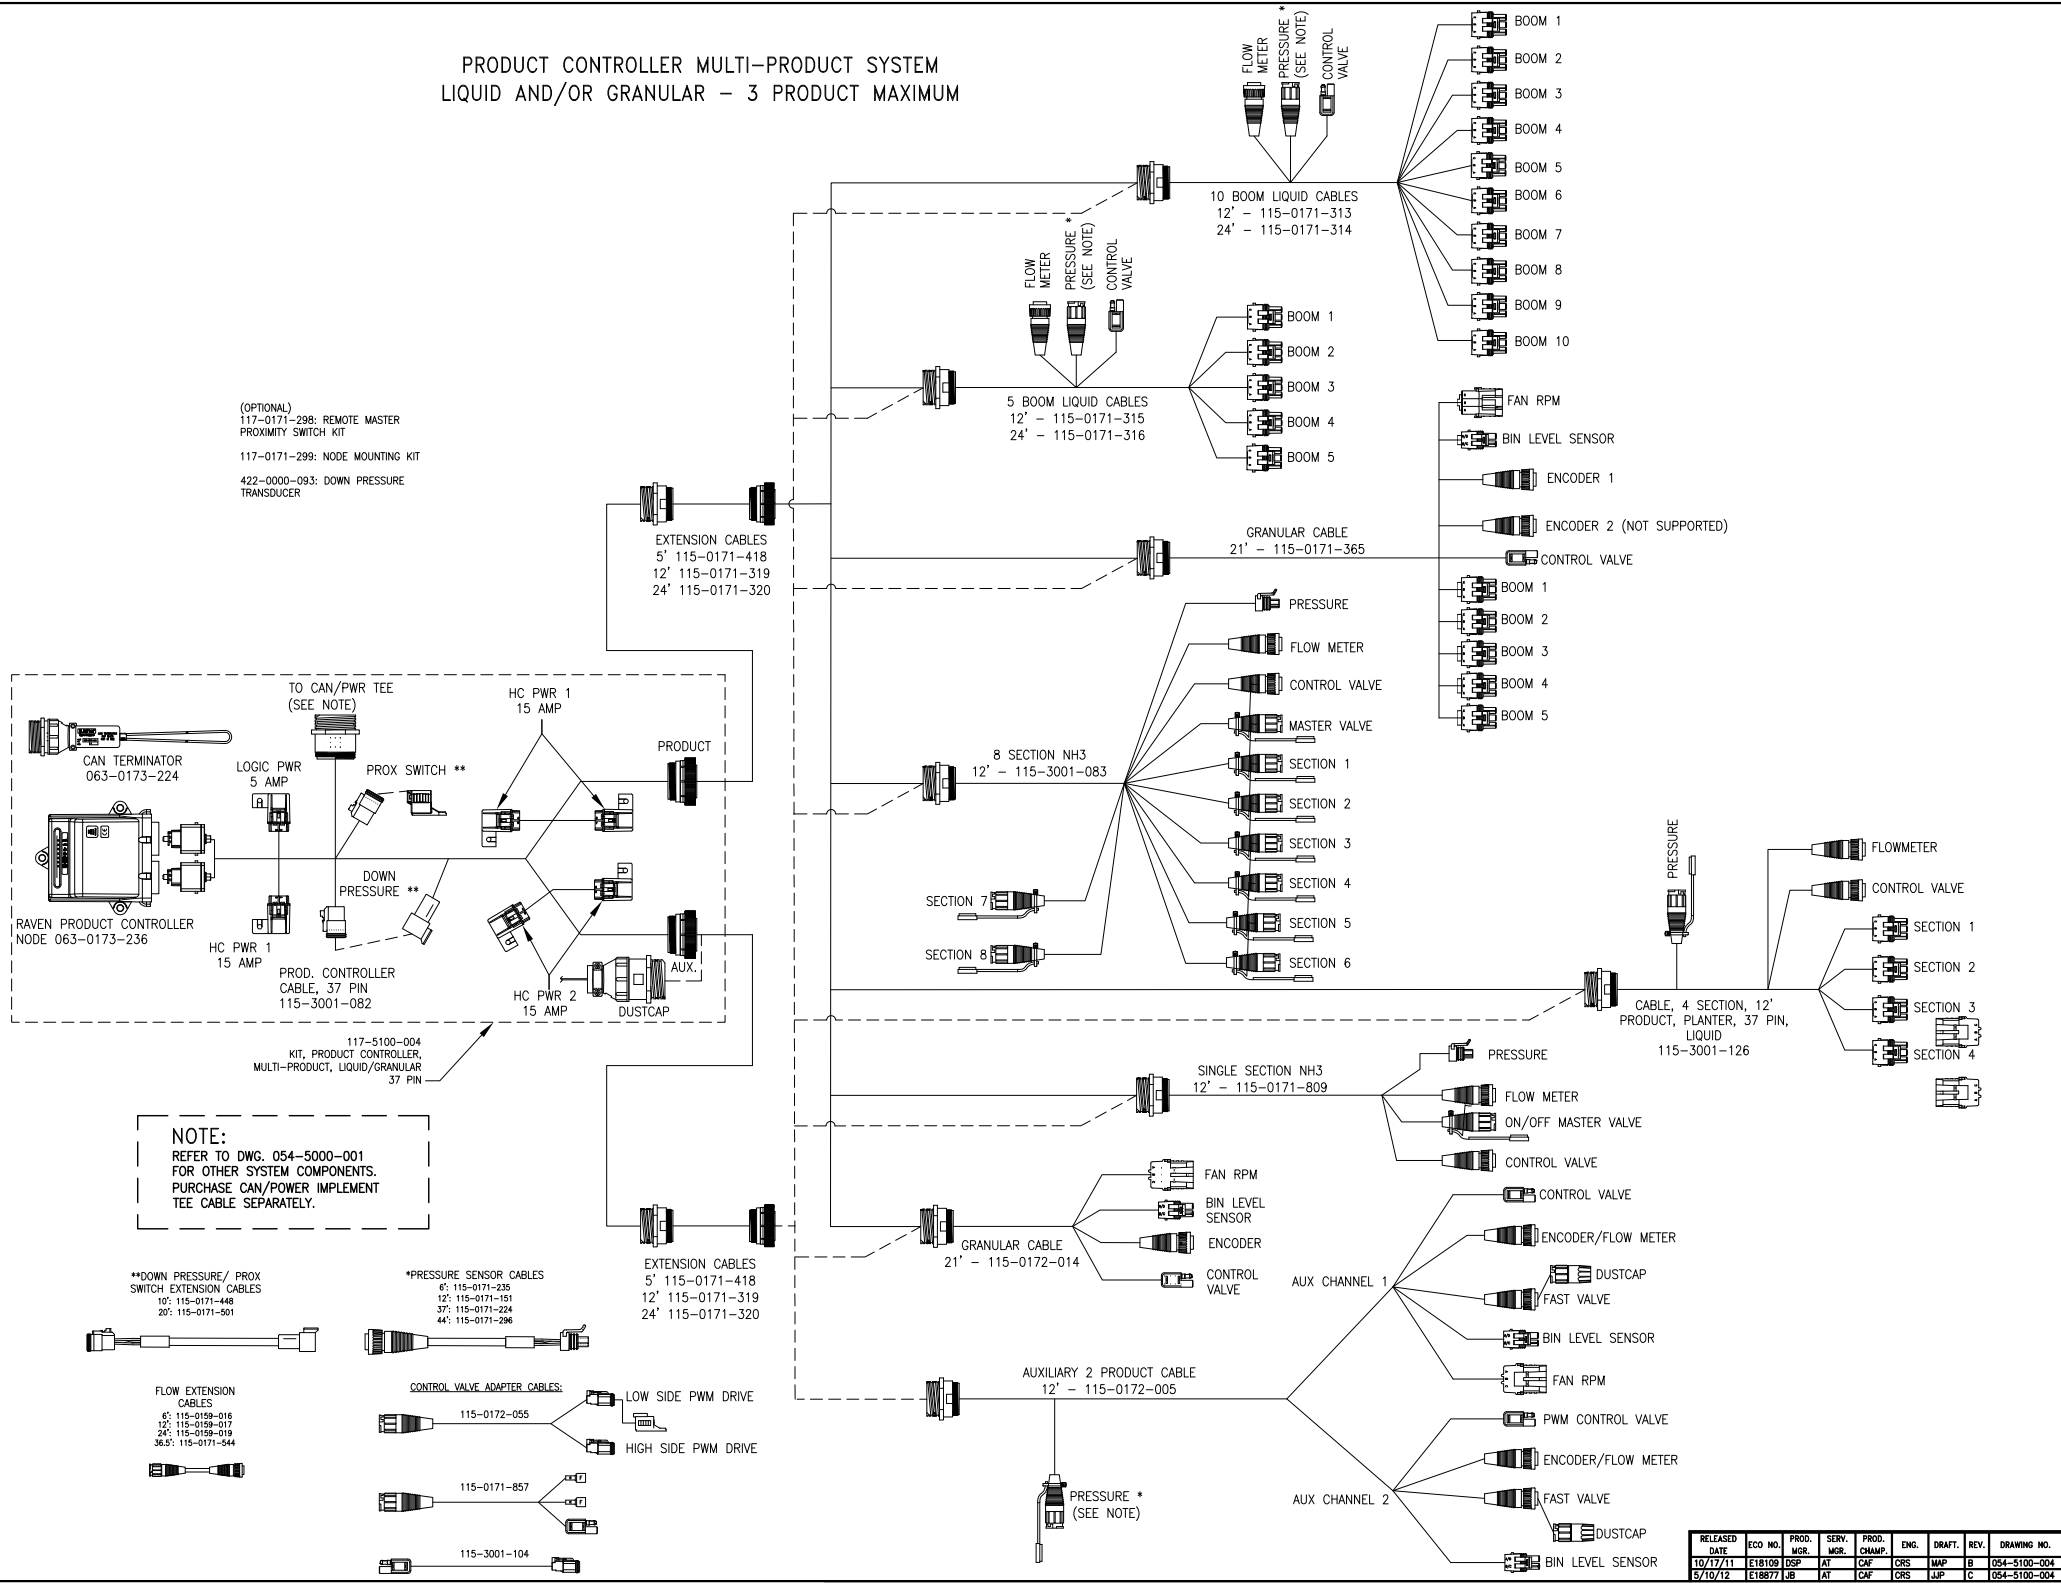 PRODUCT CONTROLLER MULTI-PRODUCT SYSTEM
LIQUID AND/OR GRANULAR - 3 PRODUCT MAXIMUM
FLOW
METER
PRESSURE *
(SEE NOTE)
CONTROL
VALVE
BOOM 1
BOOM 2
BOOM 3
BOOM 4
BOOM 5
BOOM 6
BOOM 7
BOOM 8
BOOM 9
BOOM 10
10 BOOM LIQUID CABLES
12' - 115-0171-313
24' - 115-0171-314
FLOW
METER
PRESSURE *
(SEE NOTE)
CONTROL
VALVE
BOOM 1
BOOM 2
BOOM 3
BOOM 4
BOOM 5
5 BOOM LIQUID CABLES
12' - 115-0171-315
24' - 115-0171-316
(OPTIONAL)
117-0171-298: REMOTE MASTER
PROXIMITY SWITCH KIT
117-0171-299: NODE MOUNTING KIT
422-0000-093: DOWN PRESSURE
TRANSDUCER
EXTENSION CABLES
5' 115-0171-418
12' 115-0171-319
24' 115-0171-320
GRANULAR CABLE
21' - 115-0171-365
FAN RPM
BIN LEVEL SENSOR
ENCODER 1
ENCODER 2 (NOT SUPPORTED)
CONTROL VALVE
BOOM 1
BOOM 2
BOOM 3
BOOM 4
BOOM 5
8 SECTION NH3
12' - 115-3001-083
PRESSURE
FLOW METER
CONTROL VALVE
MASTER VALVE
SECTION 1
SECTION 2
SECTION 3
SECTION 4
SECTION 5
SECTION 6
SECTION 7
SECTION 8
CAN TERMINATOR
063-0173-224
TO CAN/PWR TEE
(SEE NOTE)
LOGIC PWR
5 AMP
PROX SWITCH **
HC PWR 1
15 AMP
PRODUCT
RAVEN PRODUCT CONTROLLER
NODE 063-0173-236
HC PWR 1
15 AMP
DOWN
PRESSURE **
PROD. CONTROLLER
CABLE, 37 PIN
115-3001-082
HC PWR 2
15 AMP
AUX.
DUSTCAP
117-5100-004
KIT, PRODUCT CONTROLLER,
MULTI-PRODUCT, LIQUID/GRANULAR
37 PIN
PRESSURE
FLOWMETER
CONTROL VALVE
SECTION 1
SECTION 2
SECTION 3
SECTION 4
CABLE, 4 SECTION, 12'
PRODUCT, PLANTER, 37 PIN,
LIQUID
115-3001-126
SINGLE SECTION NH3
12' - 115-0171-809
PRESSURE
FLOW METER
ON/OFF MASTER VALVE
CONTROL VALVE
NOTE:
REFER TO DWG. 054-5000-001
FOR OTHER SYSTEM COMPONENTS.
PURCHASE CAN/POWER IMPLEMENT
TEE CABLE SEPARATELY.
EXTENSION CABLES
5' 115-0171-418
12' 115-0171-319
24' 115-0171-320
GRANULAR CABLE
21' - 115-0172-014
FAN RPM
BIN LEVEL
SENSOR
ENCODER
CONTROL
VALVE
AUX CHANNEL 1
CONTROL VALVE
ENCODER/FLOW METER
DUSTCAP
FAST VALVE
BIN LEVEL SENSOR
FAN RPM
AUXILIARY 2 PRODUCT CABLE
12' - 115-0172-005
PRESSURE *
(SEE NOTE)
AUX CHANNEL 2
PWM CONTROL VALVE
ENCODER/FLOW METER
FAST VALVE
DUSTCAP
BIN LEVEL SENSOR
**DOWN PRESSURE/ PROX
SWITCH EXTENSION CABLES
10': 115-0171-448
20': 115-0171-501
*PRESSURE SENSOR CABLES
6': 115-0171-235
12': 115-0171-151
37': 115-0171-224
44': 115-0171-296
FLOW EXTENSION
CABLES
6': 115-0159-016
12': 115-0159-017
24': 115-0159-019
36.5': 115-0171-544
CONTROL VALVE ADAPTER CABLES:
115-0172-055
LOW SIDE PWM DRIVE
HIGH SIDE PWM DRIVE
115-0171-857
115-3001-104
RELEASED DATE ECO NO. PROD. MGR. SERV. MGR. PROD. CHAMP. ENG. DRAFT. REV. DRAWING NO.
10/17/11 E18109 DSP AT CAF CRS MAP B 054-5100-004
5/10/12 E18877 JB AT CAF CRS JJP C 054-5100-004